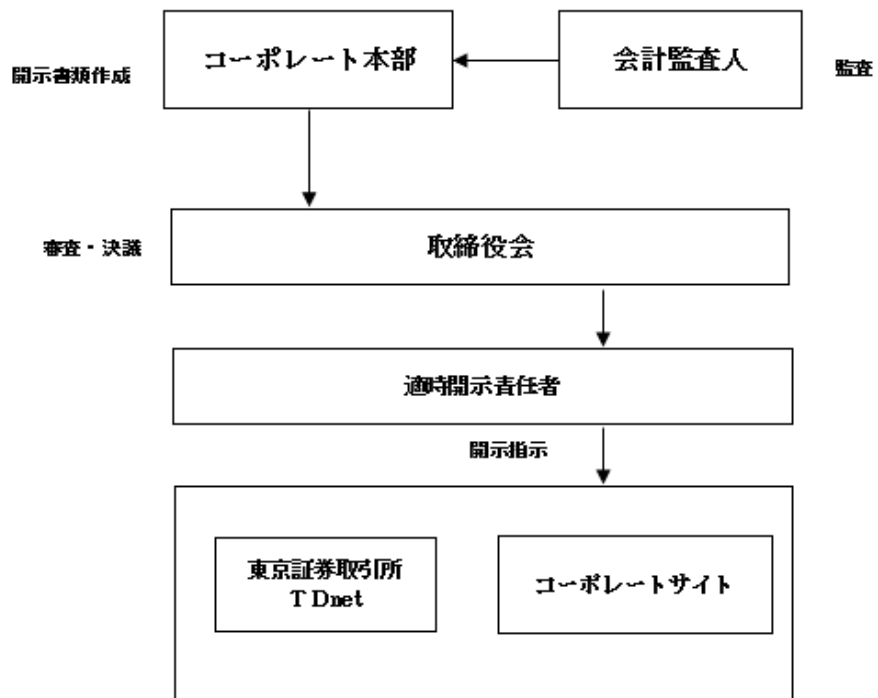 開示書類作成
コーポレート本部
会計監査人
監査
審査・決議
取締役会
適時開示責任者
開示指示
東京証券取引所
TDnet
コーポレートサイト